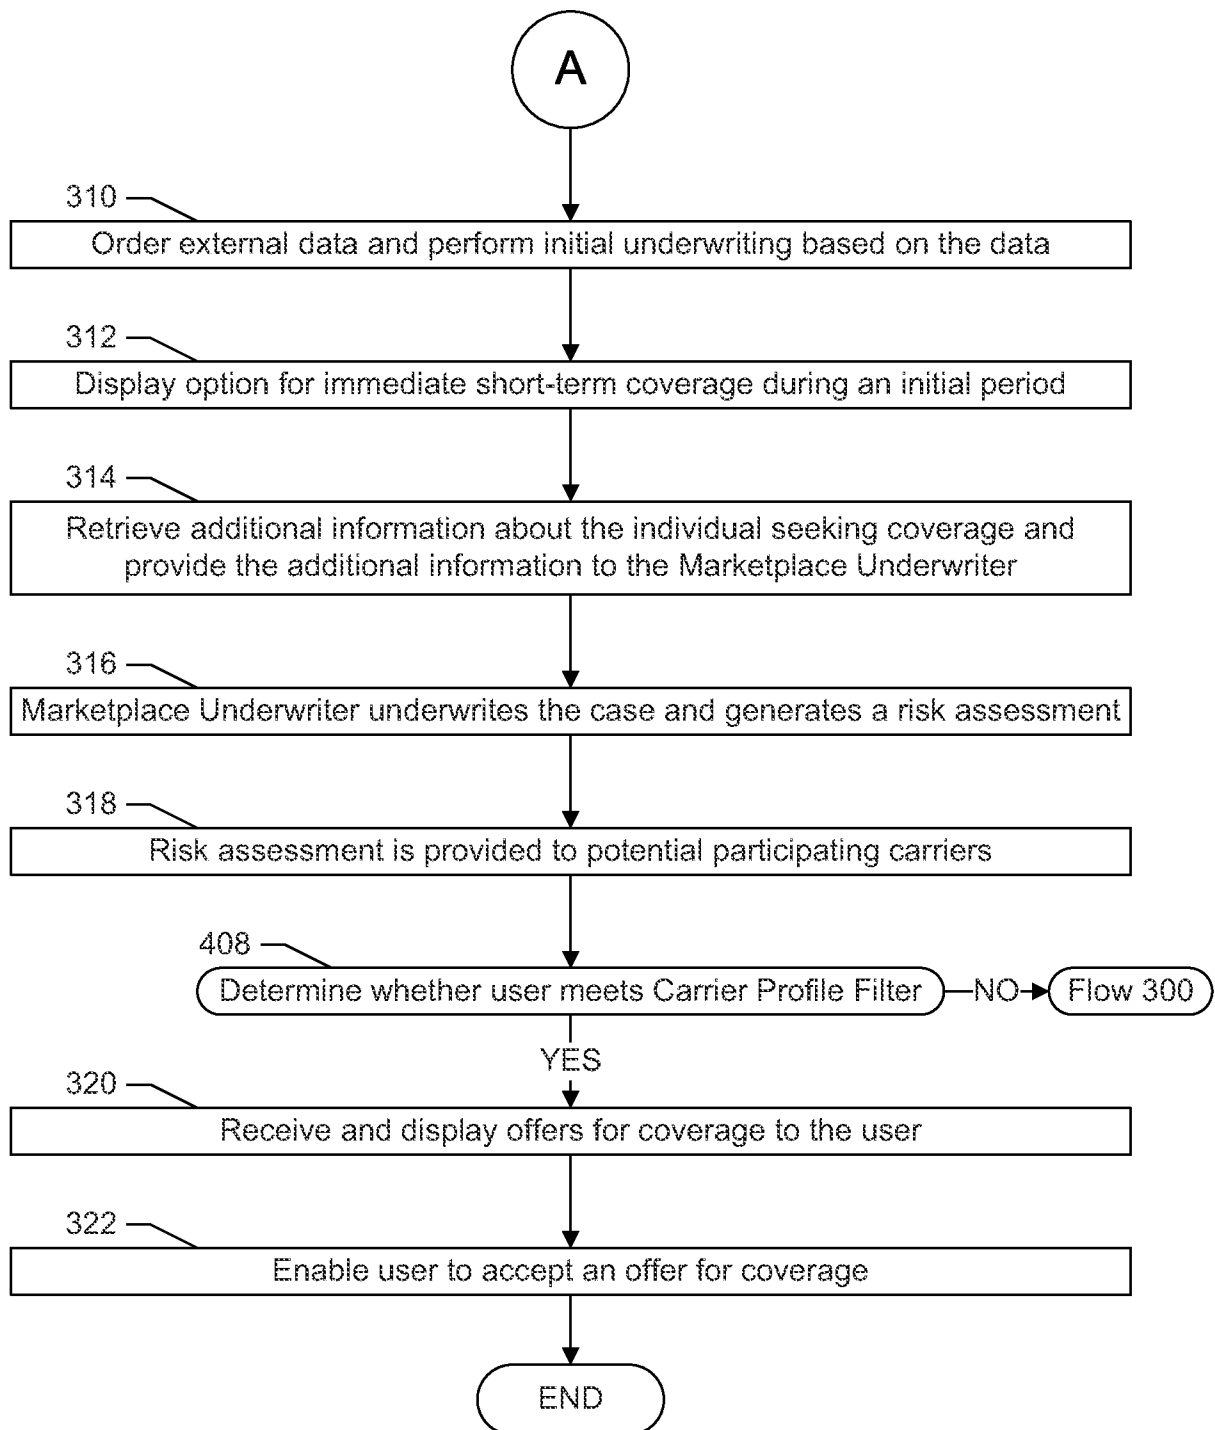 A
310
Order external data and perform initial underwriting based on the data
312
Display option for immediate short-term coverage during an initial period
314
Retrieve additional information about the individual seeking coverage and
provide the additional information to the Marketplace Underwriter
316
Marketplace Underwriter underwrites the case and generates a risk assessment
318
Risk assessment is provided to potential participating carriers
408
Determine whether user meets Carrier Profile Filter
NO
Flow 300
YES
320
Receive and display offers for coverage to the user
322
Enable user to accept an offer for coverage
END